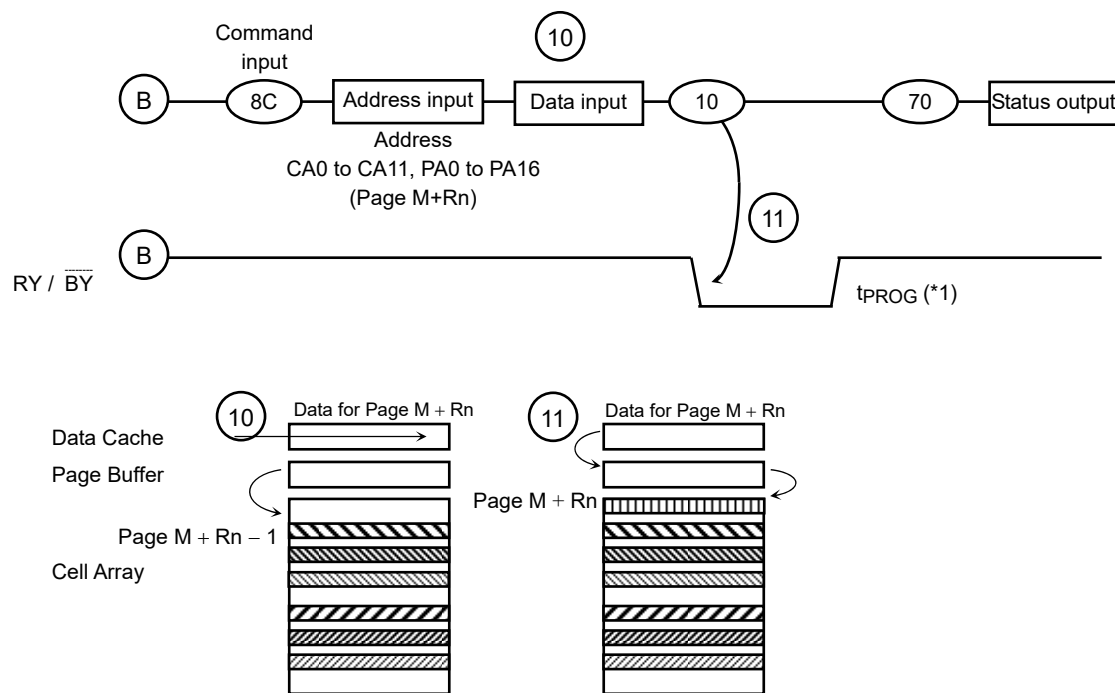 Command
input
10
B
8C
Address input
Data input
10
70
Status output
Address
CA0 to CA11, PA0 to PA16
(Page M+Rn)
11
B
RY / BY
tPROG (*1)
10
Data for Page M + Rn
11
Data for Page M + Rn
Data Cache
Page Buffer
Page M + Rn
Page M + Rn − 1
Cell Array